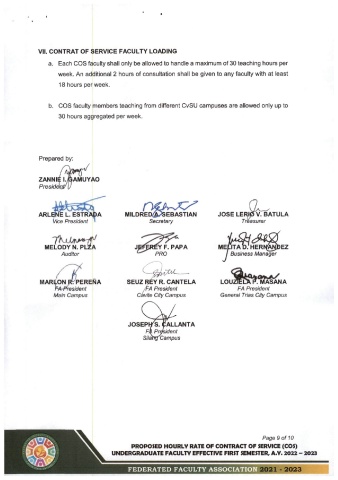 VII. CONTRAT OF SERVICE FACULTY LOADING
a. Each COS faculty shall only be allowed to handle a maximum of 30 teaching hours per
week. An additional 2 hours of consultation shall be given to any faculty with at least
18 hours per week.
b. COS faculty members teaching from different CvSU campuses are allowed only up to
30 hours aggregated per week.
Prepared by:
ZANNIE I. GAMUYAO
President
ARLENE L. ESTRADA MILDRED A. SEBASTIAN JOSE LERIO V. BATULA
Vice President Secretary Treasurer
MELODY N. PLZA JEFFREY F. PAPA MELITA D. HERNANDEZ
Auditor PRO Business Manager
MARLON R. PEREÑA SEUZ REY R. CANTELA LOUZIELA P. MASANA
FA President FA President FA President
Main Campus Cavite City Campus General Trias City Campus
JOSEPH S. CALLANTA
FA President
Silang Campus
Page 9 of 10
PROPOSED HOURLY RATE OF CONTRACT OF SERVICE (COS)
UNDERGRADUATE FACULTY EFFECTIVE FIRST SEMESTER, A.Y. 2022 – 2023
FEDERATED FACULTY ASSOCIATION 2021 - 2023